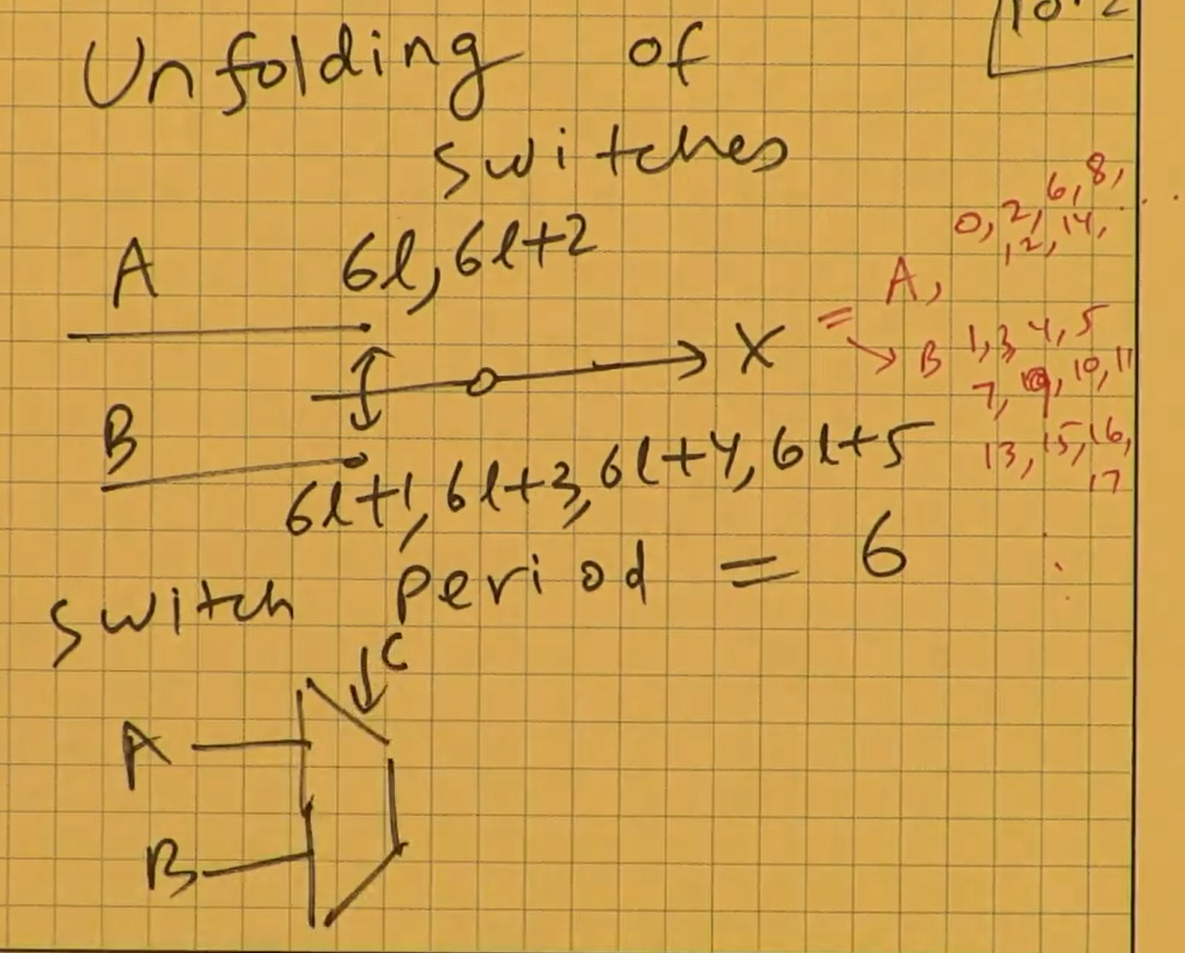 Unfolding of
switches
10.2
A 6l, 6l+2
0, 2, 6, 8,
12, 14, ...
X = A,
B 1, 3, 4, 5
7, 9, 10, 11
13, 15, 16,
17
B
6l+1, 6l+3, 6l+4, 6l+5
switch period = 6
C
A
B